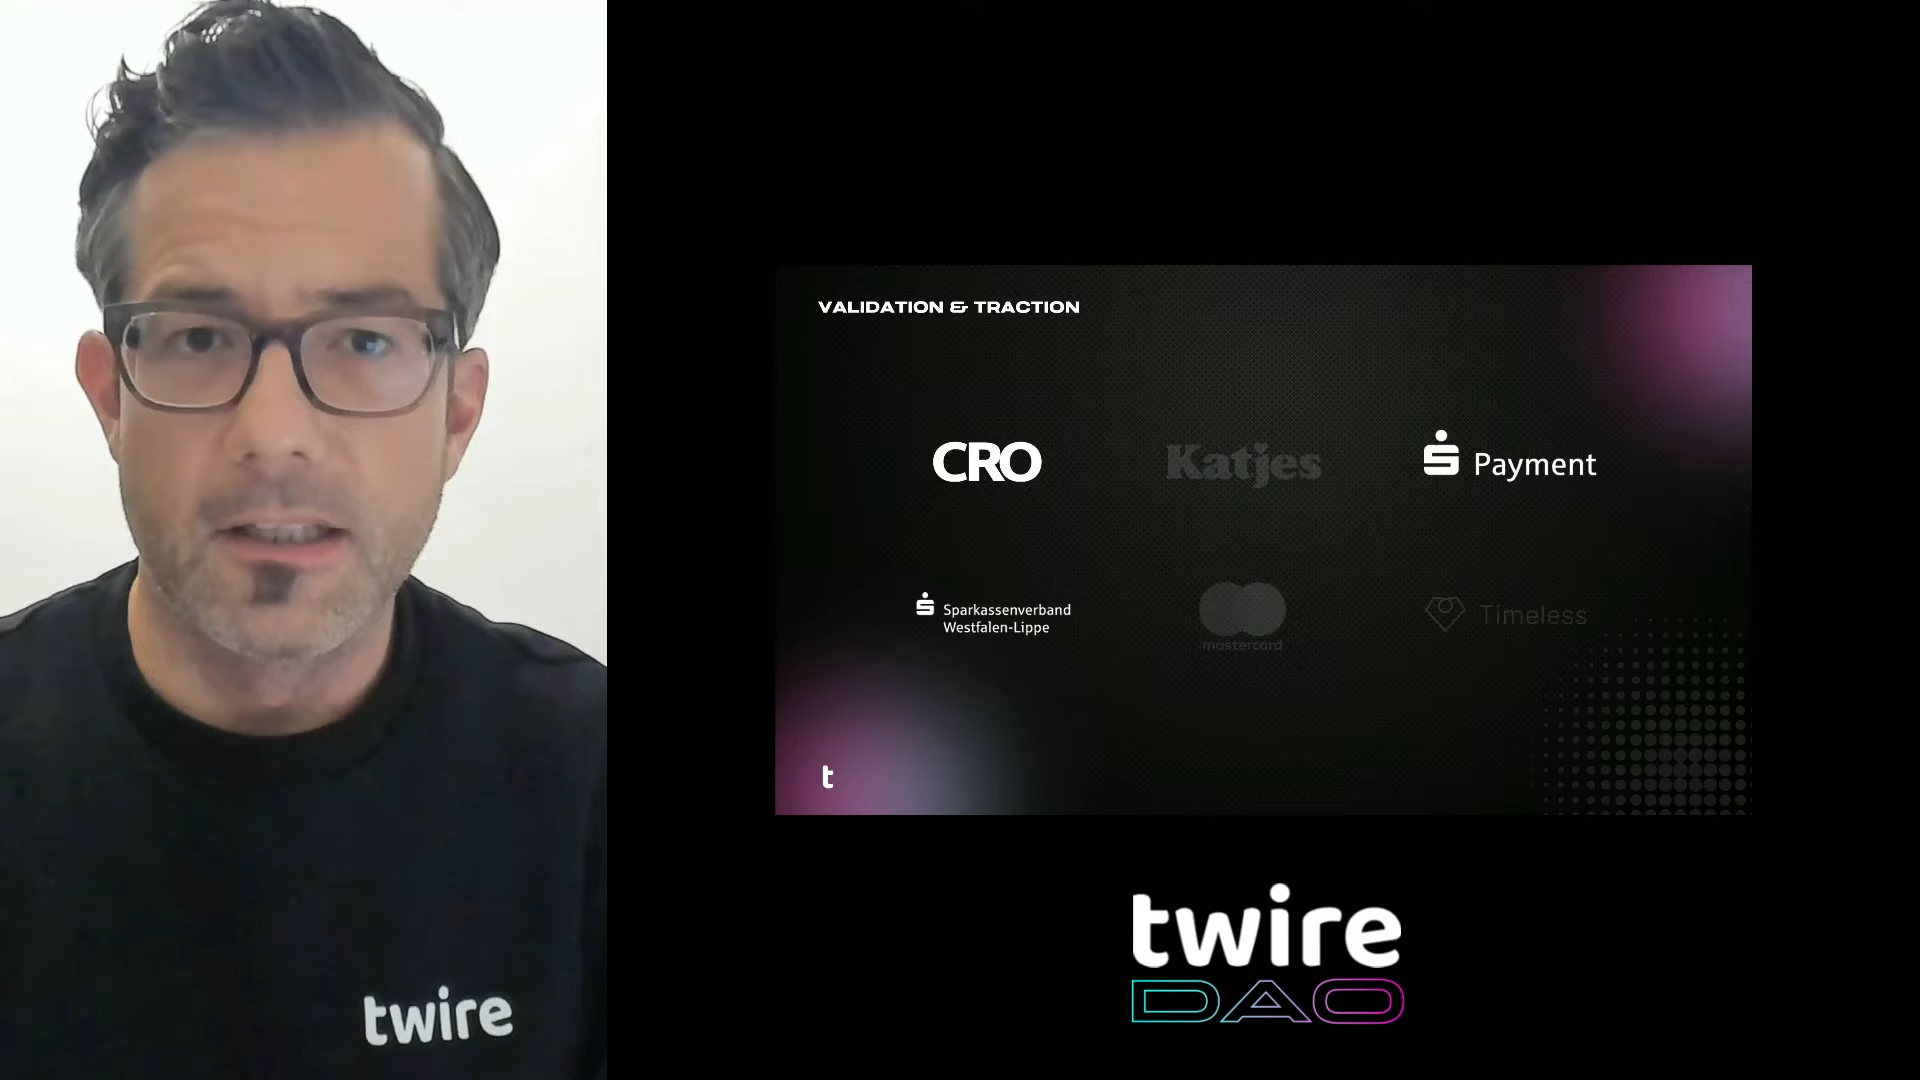 VALIDATION & TRACTION
CRO
Katjes
S Payment
S Sparkassenverband
Westfalen-Lippe
mastercard
Timeless
t
twire
DAO
twire